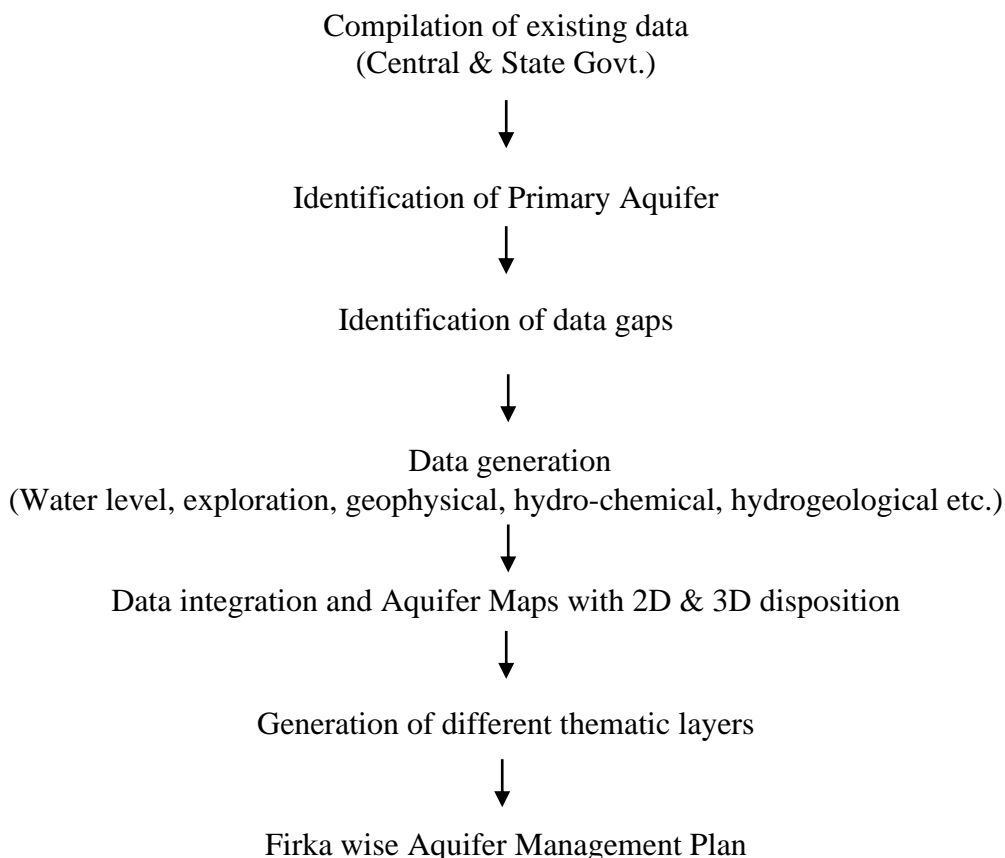 Compilation of existing data
(Central & State Govt.)
Identification of Primary Aquifer
Identification of data gaps
Data generation
(Water level, exploration, geophysical, hydro-chemical, hydrogeological etc.)
Data integration and Aquifer Maps with 2D & 3D disposition
Generation of different thematic layers
Firka wise Aquifer Management Plan